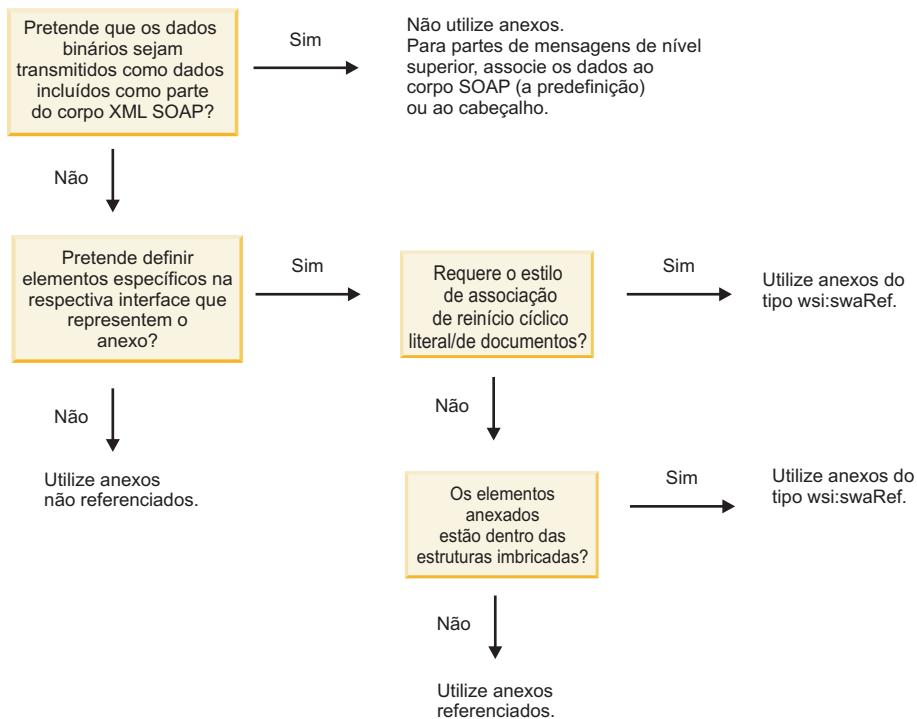 Pretende que os dados
binários sejam
transmitidos como dados
incluídos como parte
do corpo XML SOAP?
Sim
Não utilize anexos.
Para partes de mensagens de nível
superior, associe os dados ao
corpo SOAP (a predefinição)
ou ao cabeçalho.
Não
Pretende definir
elementos específicos na
respectiva interface que
representem o
anexo?
Sim
Requere o estilo
de associação
de reinício cíclico
literal/de documentos?
Sim
Utilize anexos do
tipo wsi:swaRef.
Não
Utilize anexos
não referenciados.
Não
Os elementos
anexados
estão dentro das
estruturas imbricadas?
Sim
Utilize anexos do
tipo wsi:swaRef.
Não
Utilize anexos
referenciados.